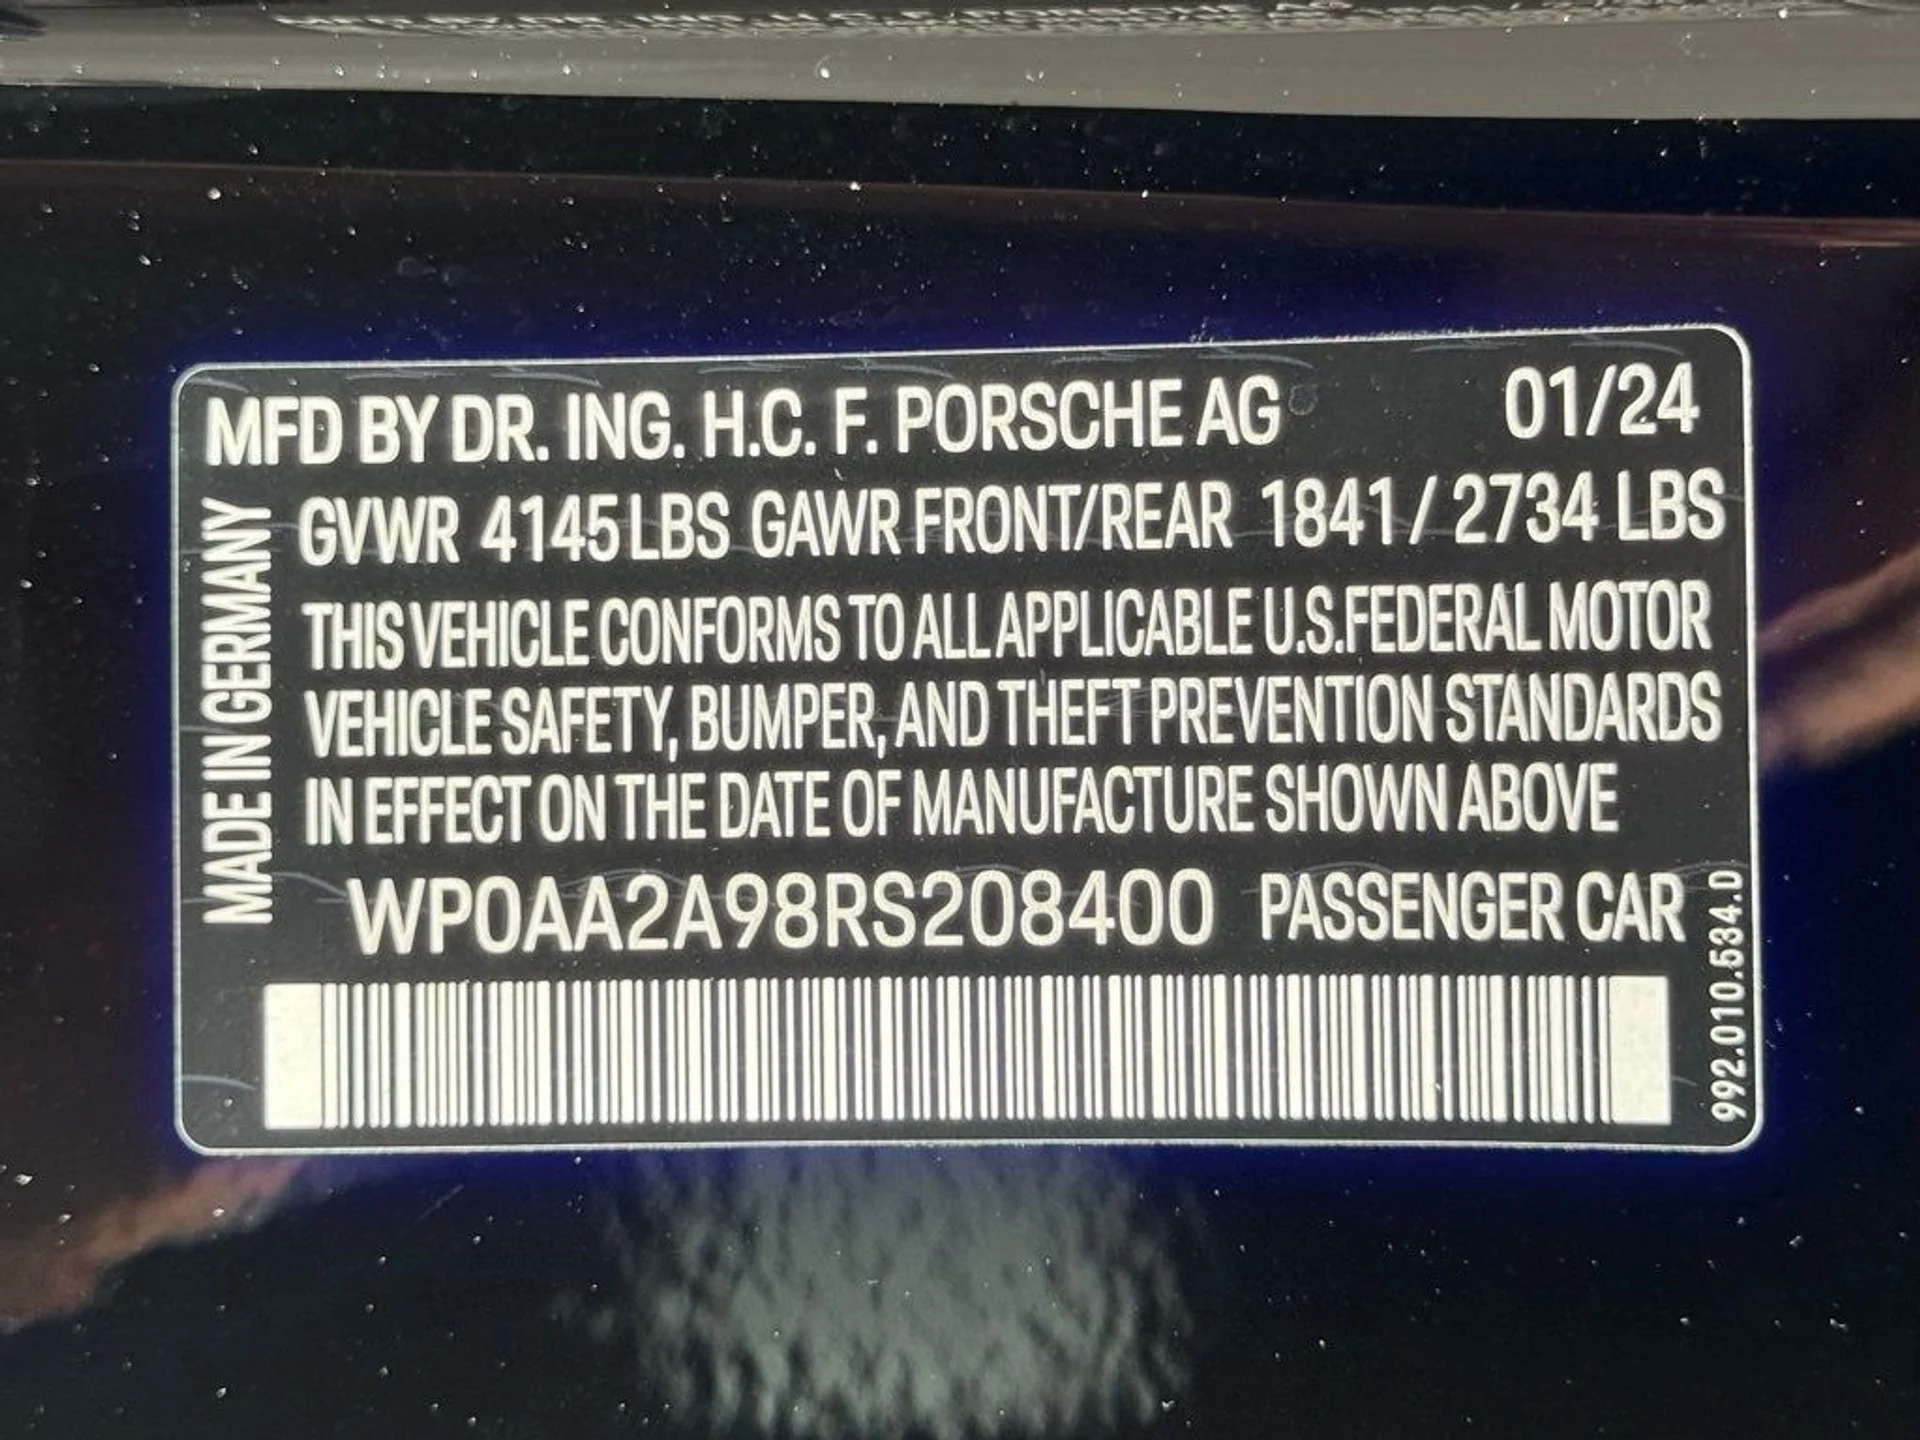 MFD BY DR. ING. H.C. F. PORSCHE AG 01/24
GVWR 4145 LBS GAWR FRONT/REAR 1841 / 2734 LBS
THIS VEHICLE CONFORMS TO ALL APPLICABLE U.S.FEDERAL MOTOR
VEHICLE SAFETY, BUMPER, AND THEFT PREVENTION STANDARDS
IN EFFECT ON THE DATE OF MANUFACTURE SHOWN ABOVE
WP0AA2A98RS208400 PASSENGER CAR
MADE IN GERMANY
992.010.534.D